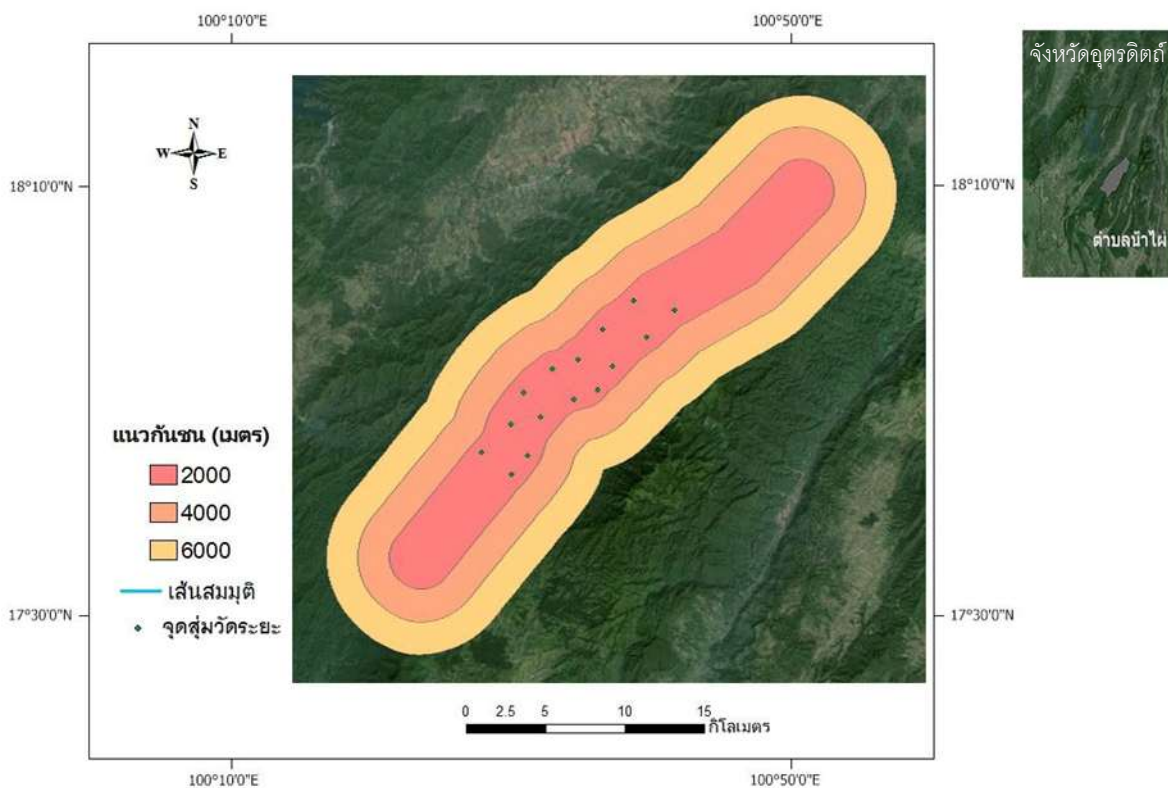 100°10'0"E
100°50'0"E
จังหวัดอุตรดิตถ์
N
W E
S
18°10'0"N
18°10'0"N
ตำบลน้ำไผ่
แนวกันชน (เมตร)
2000
4000
6000
เส้นสมมุติ
จุดสุ่มวัดระยะ
17°30'0"N
17°30'0"N
0 2.5 5 10 15
กิโลเมตร
100°10'0"E
100°50'0"E